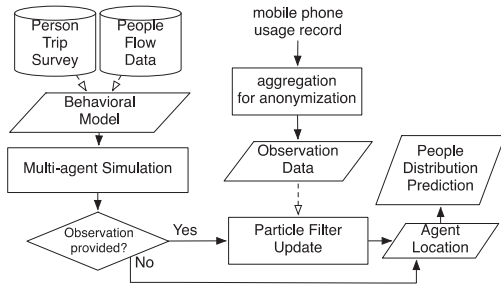 Person
Trip
Survey
People
Flow
Data
mobile phone
usage record
Behavioral
Model
aggregation
for anonymization
Multi-agent Simulation
Observation
Data
People
Distribution
Prediction
Observation
provided?
Yes
No
Particle Filter
Update
Agent
Location